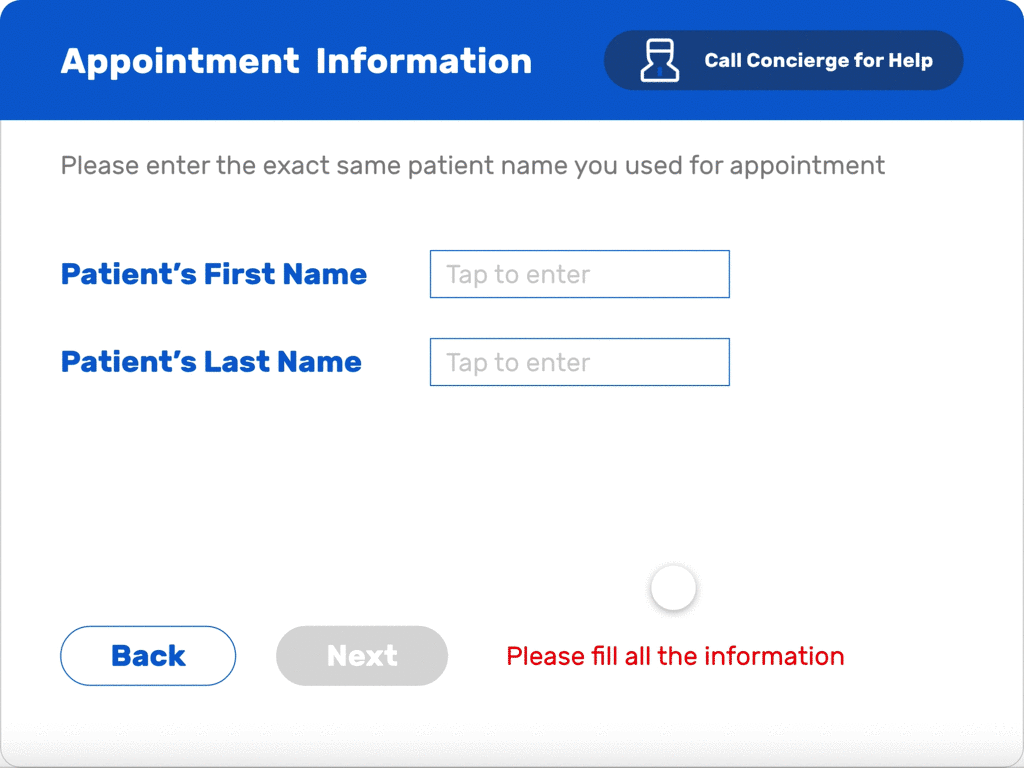 Appointment Information
Call Concierge for Help
Please enter the exact same patient name you used for appointment
Patient’s First Name
Tap to enter
Patient’s Last Name
Tap to enter
Back
Next
Please fill all the information